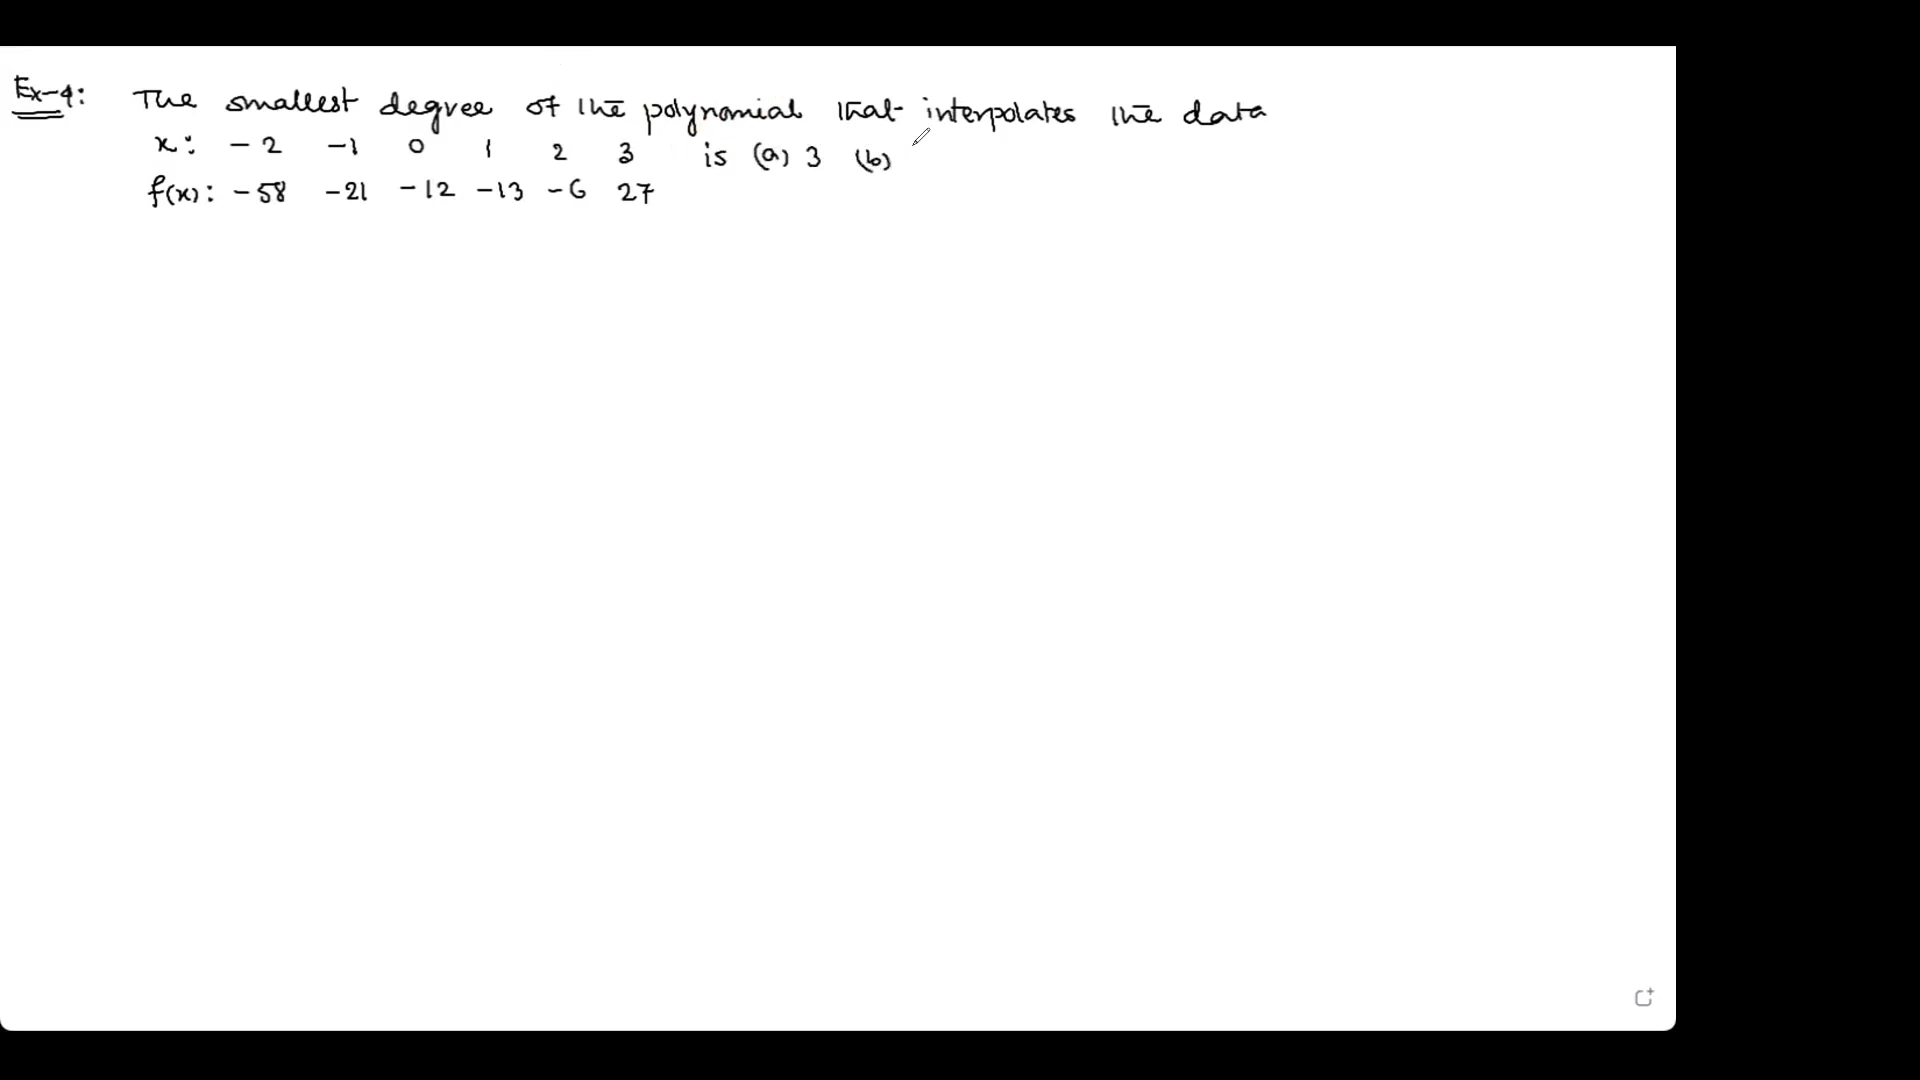 Ex-4: The smallest degree of the polynomial that interpolates the data
x: -2 -1 0 1 2 3 is (a) 3 (b)
f(x): -58 -21 -12 -13 -6 27